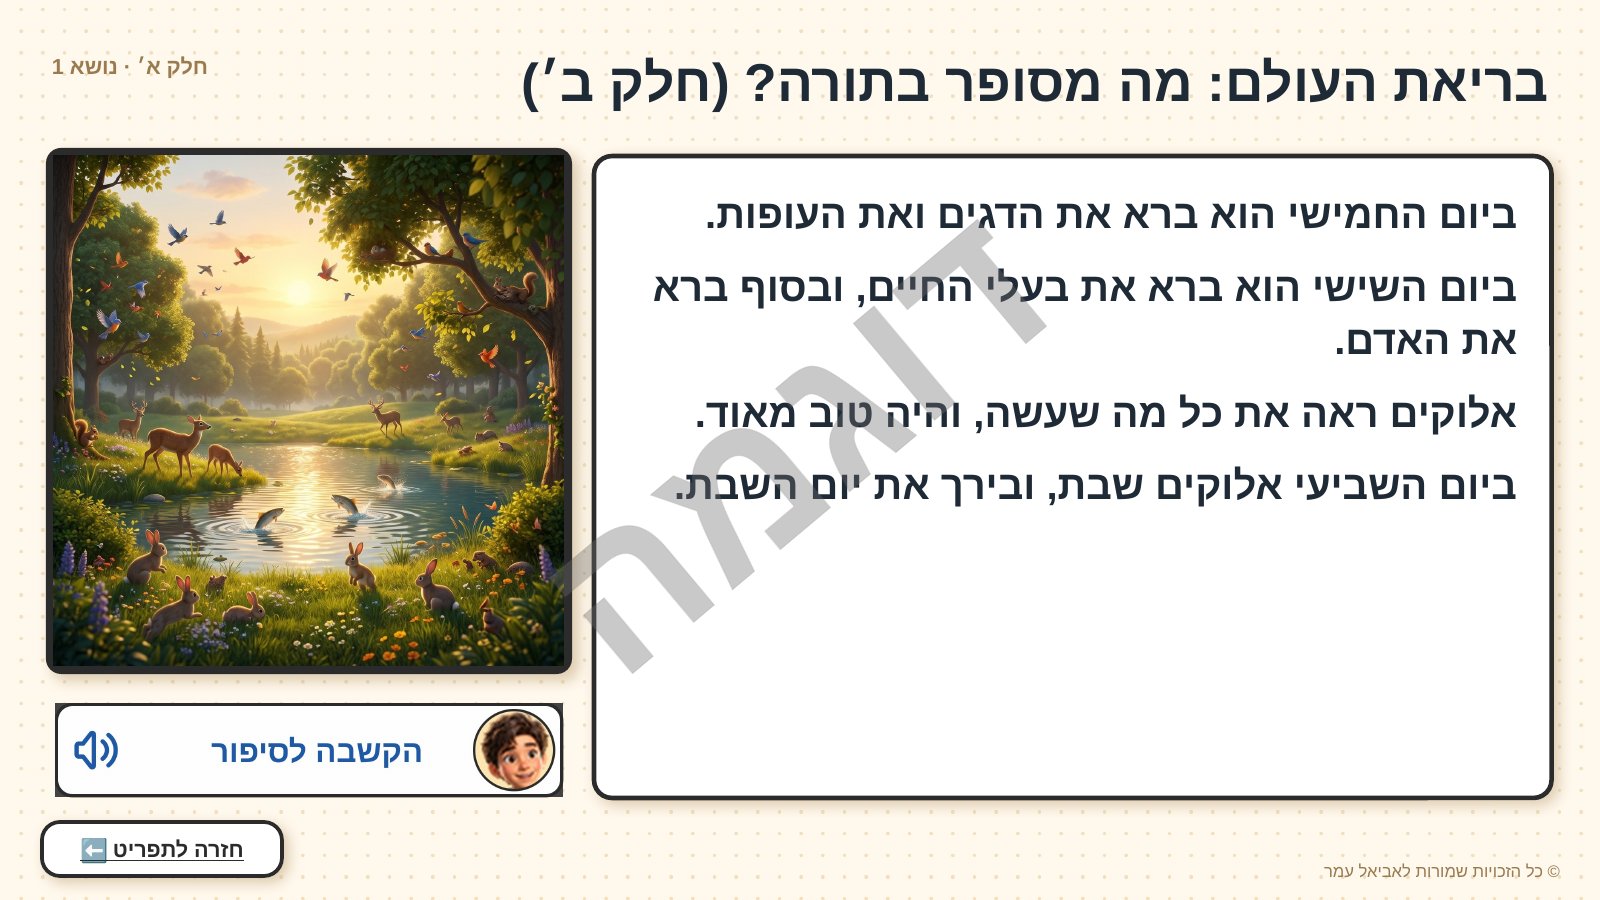 בריאת העולם: מה מסופר בתורה? (חלק ב׳)
חלק א׳ · נושא 1
ביום החמישי הוא ברא את הדגים ואת העופות.
ביום השישי הוא ברא את בעלי החיים, ובסוף ברא
את האדם.
אלוקים ראה את כל מה שעשה, והיה טוב מאוד.
ביום השביעי אלוקים שבת, ובירך את יום השבת.
דוגמה
הקשבה לסיפור
חזרה לתפריט ⬅️
© כל הזכויות שמורות לאביאל עמר